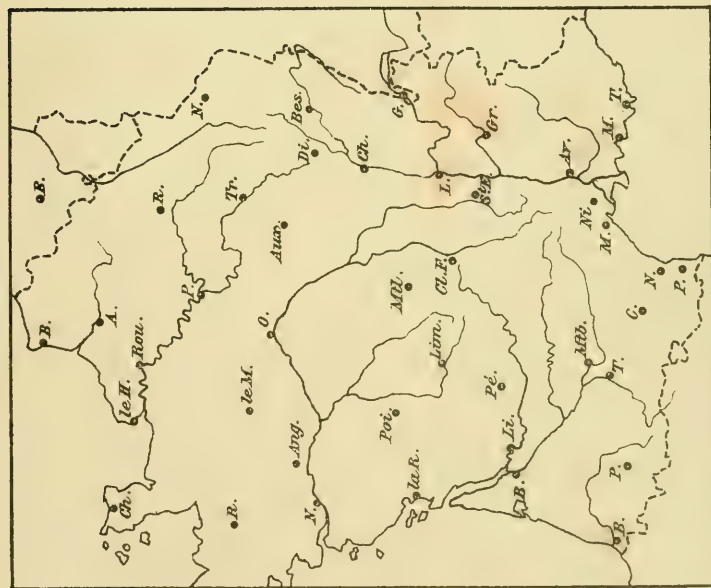 B.
B.
N.
A.
R.
Rou.
le H.
Ch.
P.
Tr.
Di.
Bes.
Aux.
O.
le M.
R.
Ang.
N.
Ch.
G.
L.
St E.
Gr.
Mtl.
Cl.F.
Lim.
Poi.
la R.
Pé.
Li.
B.
Mtb.
T.
Ar.
Ni
M.
M.
T.
N.
P.
C.
P.
B.